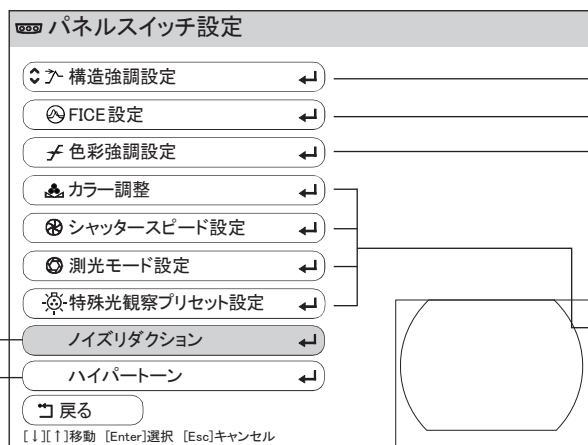 パネルスイッチ設定
構造強調設定
FICE設定
色彩強調設定
カラー調整
シャッタースピード設定
測光モード設定
特殊光観察プリセット設定
ノイズリダクション
ハイパートーン
戻る
[↓][↑]移動 [Enter]選択 [Esc]キャンセル